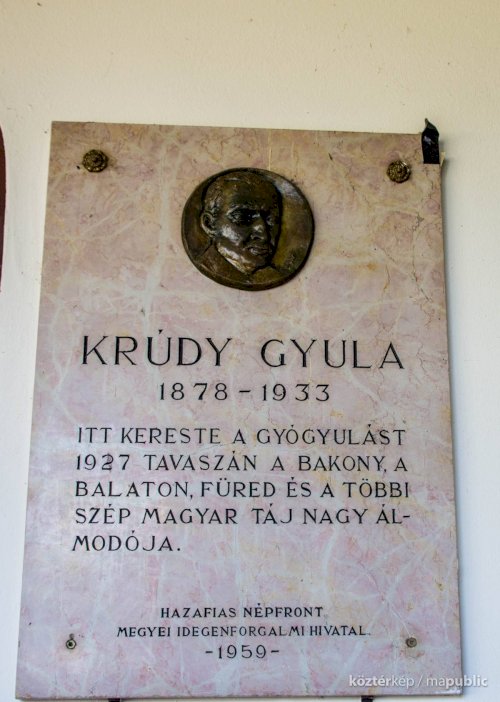 KRÚDY GYULA
1878-1933
ITT KERESTE A GYÓGYULÁST
1927 TAVASZÁN A BAKONY, A
BALATON, FÜRED ÉS A TÖBBI
SZÉP MAGYAR TÁJ NAGY ÁL-
MODÓJA.
HAZAFIAS NÉPFRONT
MEGYEI IDEGENFORGALMI HIVATAL.
-1959-
köztérkép / mapublic